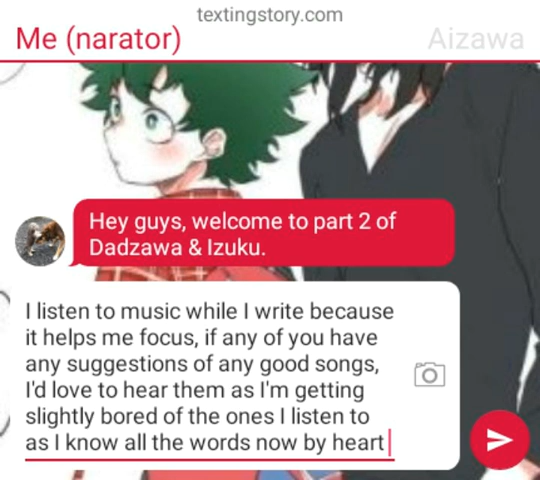 textingstory.com
Me (narator)
Aizawa
Hey guys, welcome to part 2 of
Dadzawa & Izuku.
I listen to music while I write because
it helps me focus, if any of you have
any suggestions of any good songs,
I'd love to hear them as I'm getting
slightly bored of the ones I listen to
as I know all the words now by heart